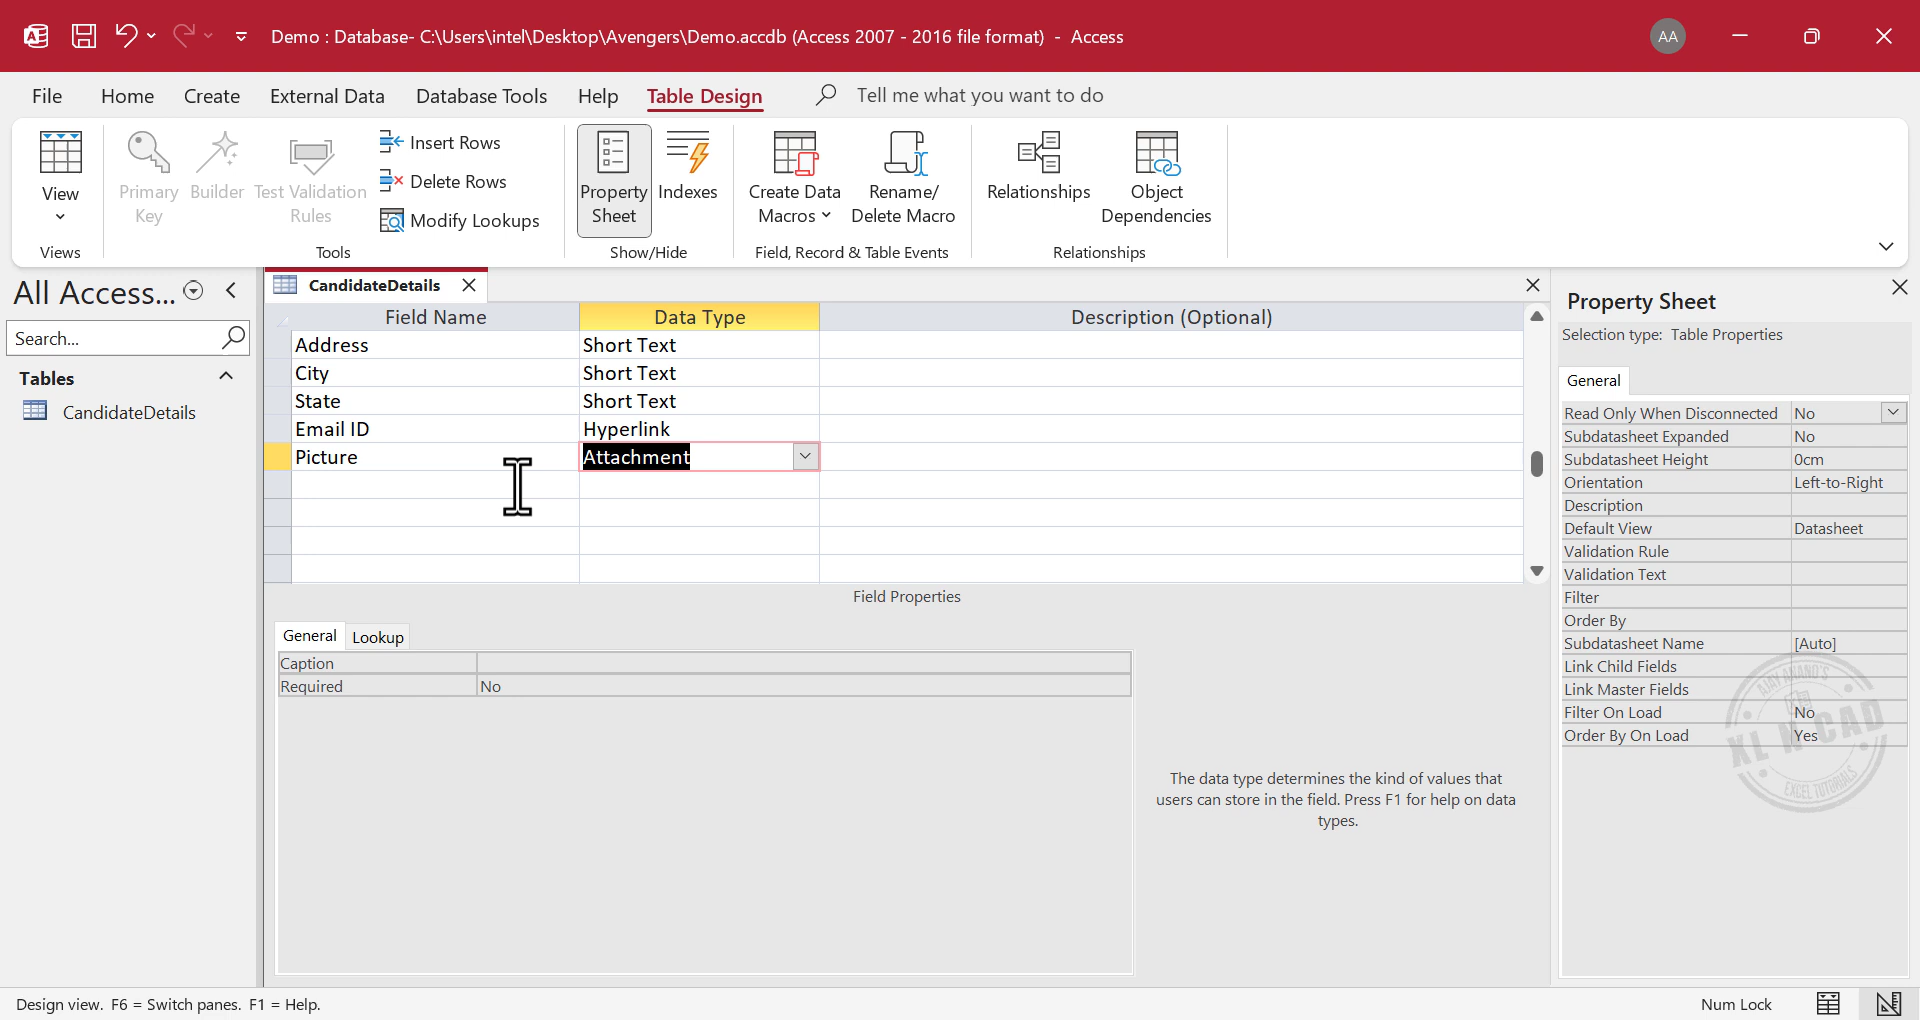 Demo : Database- C:\Users\intel\Desktop\Avengers\Demo.accdb (Access 2007 - 2016 file format) - Access
AA
File Home Create External Data Database Tools Help Table Design Tell me what you want to do
View
Views
Primary Key
Builder
Test Validation Rules
Insert Rows
Delete Rows
Modify Lookups
Tools
Property Sheet
Indexes
Show/Hide
Create Data Macros
Rename/ Delete Macro
Field, Record & Table Events
Relationships
Object Dependencies
Relationships
All Access...
Search...
Tables
CandidateDetails
CandidateDetails
Field Name Data Type Description (Optional)
Address Short Text
City Short Text
State Short Text
Email ID Hyperlink
Picture Attachment
Field Properties
General Lookup
Caption
Required No
The data type determines the kind of values that
users can store in the field. Press F1 for help on data
types.
Property Sheet
Selection type: Table Properties
General
Read Only When Disconnected No
Subdatasheet Expanded No
Subdatasheet Height 0cm
Orientation Left-to-Right
Description
Default View Datasheet
Validation Rule
Validation Text
Filter
Order By
Subdatasheet Name [Auto]
Link Child Fields
Link Master Fields
Filter On Load No
Order By On Load Yes
AJAY ANAND'S
XL N CAD
EXCEL TUTORIALS
Design view. F6 = Switch panes. F1 = Help.
Num Lock